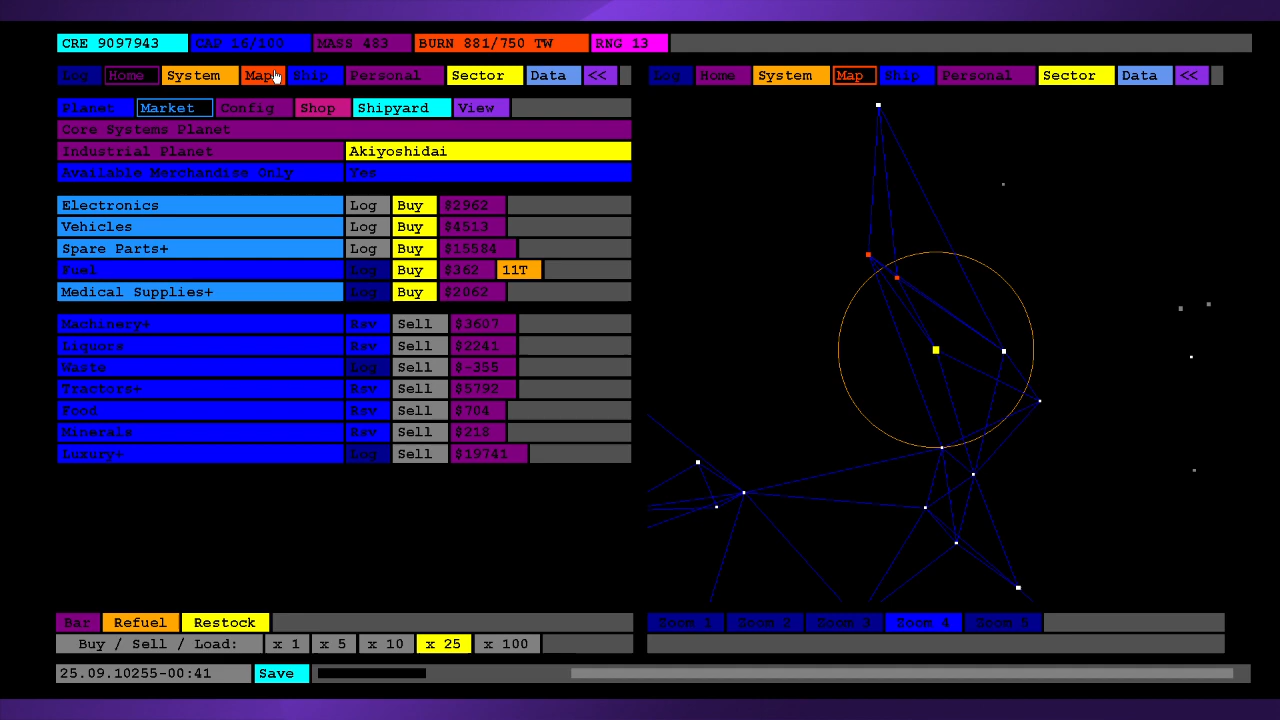 CRE 9097943 CAP 16/100 MASS 483 BURN 881/750 TW RNG 13
Log Home System Map Ship Personal Sector Data << Log Home System Map Ship Personal Sector Data <<
Planet Market Config Shop Shipyard View
Core Systems Planet
Industrial Planet Akiyoshidai
Available Merchandise Only Yes
Electronics Log Buy $2962
Vehicles Log Buy $4513
Spare Parts+ Log Buy $15584
Fuel Log Buy $362 11T
Medical Supplies+ Log Buy $2062
Machinery+ Rsv Sell $3607
Liquors Rsv Sell $2241
Waste Log Sell $-355
Tractors+ Rsv Sell $5792
Food Rsv Sell $704
Minerals Rsv Sell $218
Luxury+ Log Sell $19741
Bar Refuel Restock Zoom 1 Zoom 2 Zoom 3 Zoom 4 Zoom 5
Buy / Sell / Load: x 1 x 5 x 10 x 25 x 100
25.09.10255-00:41 Save